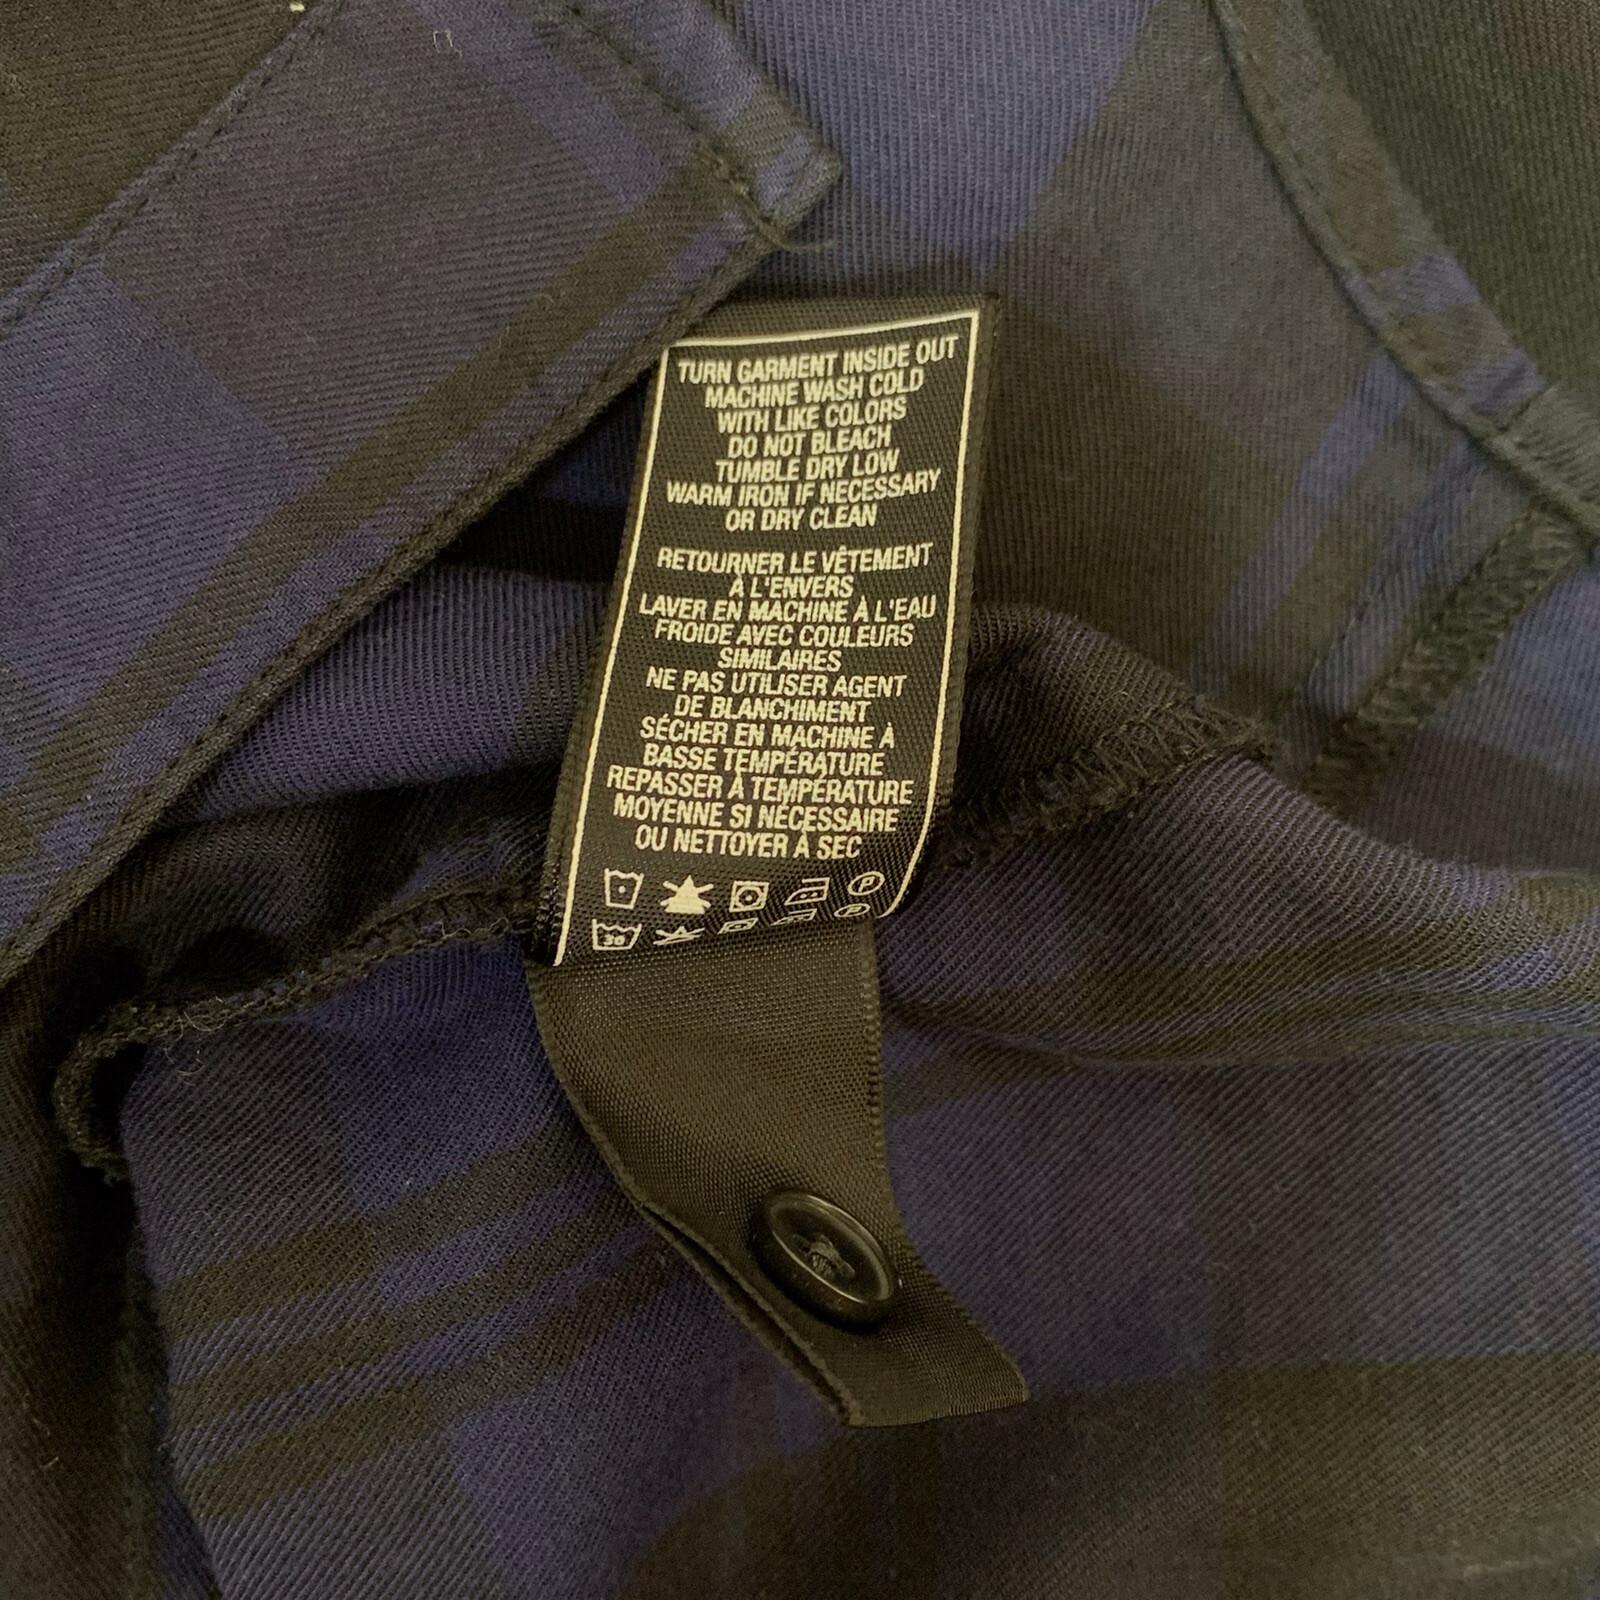 TURN GARMENT INSIDE OUT
MACHINE WASH COLD
WITH LIKE COLORS
DO NOT BLEACH
TUMBLE DRY LOW
WARM IRON IF NECESSARY
OR DRY CLEAN
RETOURNER LE VÊTEMENT
À L'ENVERS
LAVER EN MACHINE À L'EAU
FROIDE AVEC COULEURS
SIMILAIRES
NE PAS UTILISER AGENT
DE BLANCHIMENT
SÉCHER EN MACHINE À
BASSE TEMPÉRATURE
REPASSER À TEMPÉRATURE
MOYENNE SI NÉCESSAIRE
OU NETTOYER À SEC
P
30 P